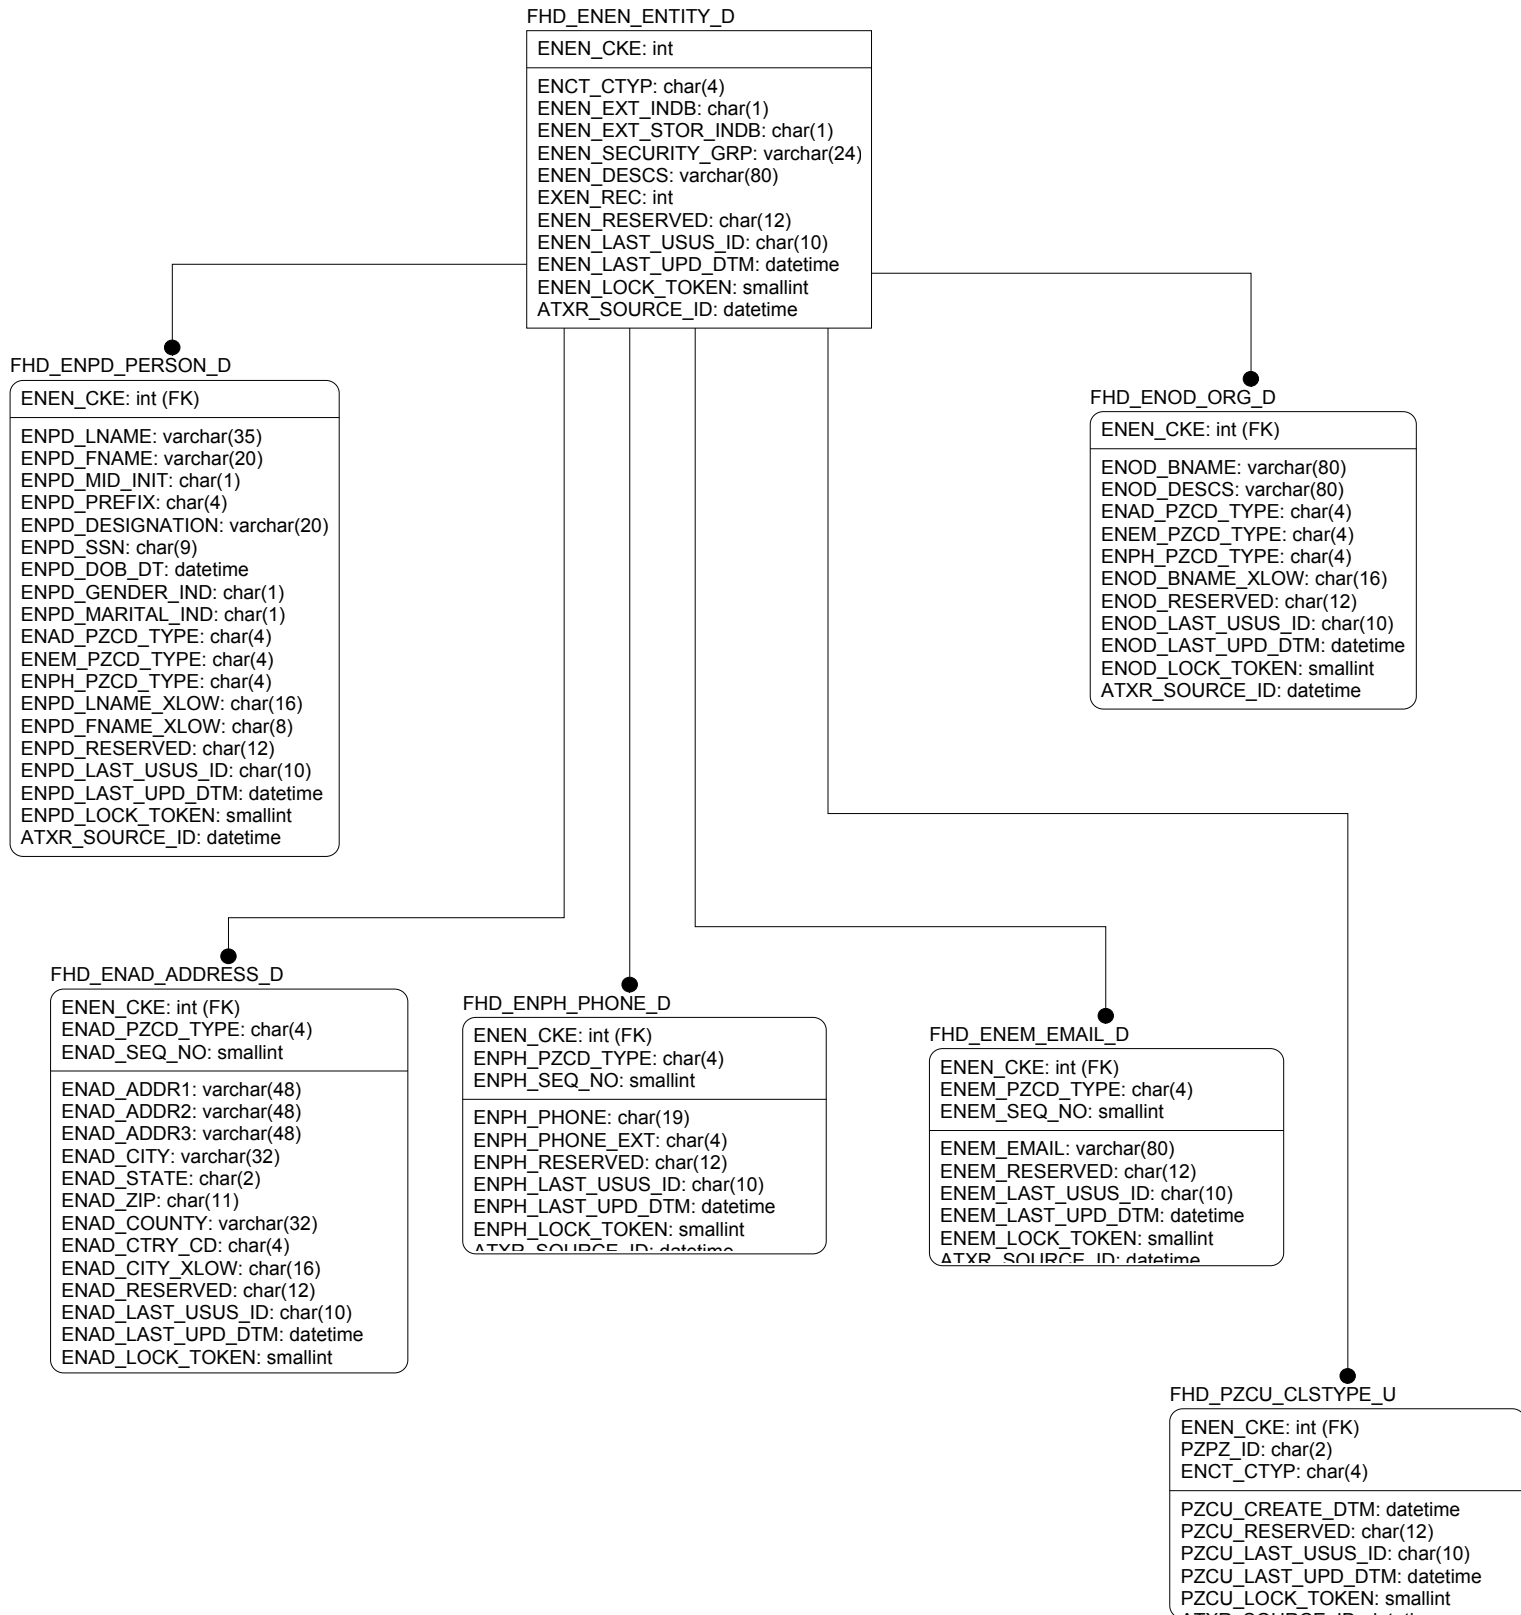 FHD_ENEN_ENTITY_D
ENEN_CKE: int
ENCT_CTYP: char(4)
ENEN_EXT_INDB: char(1)
ENEN_EXT_STOR_INDB: char(1)
ENEN_SECURITY_GRP: varchar(24)
ENEN_DESCS: varchar(80)
EXEN_REC: int
ENEN_RESERVED: char(12)
ENEN_LAST_USUS_ID: char(10)
ENEN_LAST_UPD_DTM: datetime
ENEN_LOCK_TOKEN: smallint
ATXR_SOURCE_ID: datetime
FHD_ENPD_PERSON_D
ENEN_CKE: int (FK)
ENPD_LNAME: varchar(35)
ENPD_FNAME: varchar(20)
ENPD_MID_INIT: char(1)
ENPD_PREFIX: char(4)
ENPD_DESIGNATION: varchar(20)
ENPD_SSN: char(9)
ENPD_DOB_DT: datetime
ENPD_GENDER_IND: char(1)
ENPD_MARITAL_IND: char(1)
ENAD_PZCD_TYPE: char(4)
ENEM_PZCD_TYPE: char(4)
ENPH_PZCD_TYPE: char(4)
ENPD_LNAME_XLOW: char(16)
ENPD_FNAME_XLOW: char(8)
ENPD_RESERVED: char(12)
ENPD_LAST_USUS_ID: char(10)
ENPD_LAST_UPD_DTM: datetime
ENPD_LOCK_TOKEN: smallint
ATXR_SOURCE_ID: datetime
FHD_ENOD_ORG_D
ENEN_CKE: int (FK)
ENOD_BNAME: varchar(80)
ENOD_DESCS: varchar(80)
ENAD_PZCD_TYPE: char(4)
ENEM_PZCD_TYPE: char(4)
ENPH_PZCD_TYPE: char(4)
ENOD_BNAME_XLOW: char(16)
ENOD_RESERVED: char(12)
ENOD_LAST_USUS_ID: char(10)
ENOD_LAST_UPD_DTM: datetime
ENOD_LOCK_TOKEN: smallint
ATXR_SOURCE_ID: datetime
FHD_ENAD_ADDRESS_D
ENEN_CKE: int (FK)
ENAD_PZCD_TYPE: char(4)
ENAD_SEQ_NO: smallint
ENAD_ADDR1: varchar(48)
ENAD_ADDR2: varchar(48)
ENAD_ADDR3: varchar(48)
ENAD_CITY: varchar(32)
ENAD_STATE: char(2)
ENAD_ZIP: char(11)
ENAD_COUNTY: varchar(32)
ENAD_CTRY_CD: char(4)
ENAD_CITY_XLOW: char(16)
ENAD_RESERVED: char(12)
ENAD_LAST_USUS_ID: char(10)
ENAD_LAST_UPD_DTM: datetime
ENAD_LOCK_TOKEN: smallint
FHD_ENPH_PHONE_D
ENEN_CKE: int (FK)
ENPH_PZCD_TYPE: char(4)
ENPH_SEQ_NO: smallint
ENPH_PHONE: char(19)
ENPH_PHONE_EXT: char(4)
ENPH_RESERVED: char(12)
ENPH_LAST_USUS_ID: char(10)
ENPH_LAST_UPD_DTM: datetime
ENPH_LOCK_TOKEN: smallint
ATXR_SOURCE_ID: datetime
FHD_ENEM_EMAIL_D
ENEN_CKE: int (FK)
ENEM_PZCD_TYPE: char(4)
ENEM_SEQ_NO: smallint
ENEM_EMAIL: varchar(80)
ENEM_RESERVED: char(12)
ENEM_LAST_USUS_ID: char(10)
ENEM_LAST_UPD_DTM: datetime
ENEM_LOCK_TOKEN: smallint
ATXR_SOURCE_ID: datetime
FHD_PZCU_CLSTYPE_U
ENEN_CKE: int (FK)
PZPZ_ID: char(2)
ENCT_CTYP: char(4)
PZCU_CREATE_DTM: datetime
PZCU_RESERVED: char(12)
PZCU_LAST_USUS_ID: char(10)
PZCU_LAST_UPD_DTM: datetime
PZCU_LOCK_TOKEN: smallint